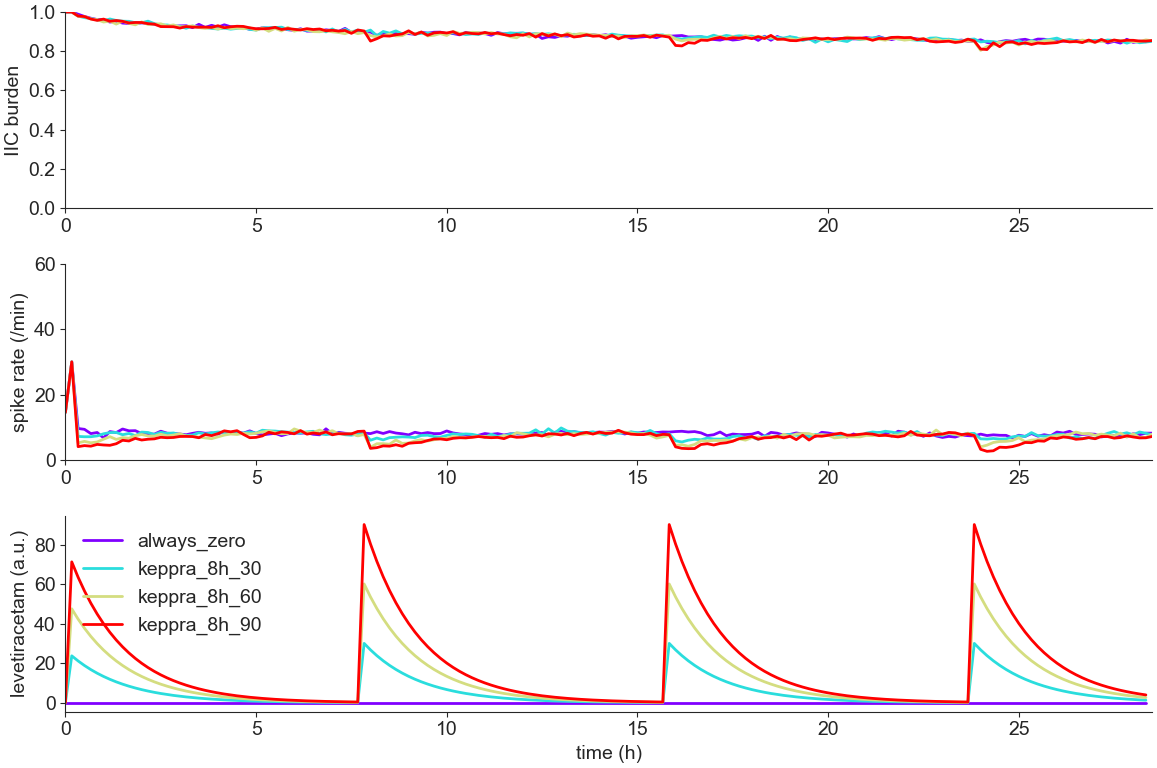 1.0
0.8
0.6
0.4
0.2
0.0
IIC burden
0 5 10 15 20 25
60
40
20
0
spike rate (/min)
0 5 10 15 20 25
80
60
40
20
0
levetiracetam (a.u.)
always_zero
keppra_8h_30
keppra_8h_60
keppra_8h_90
0 5 10 15 20 25
time (h)